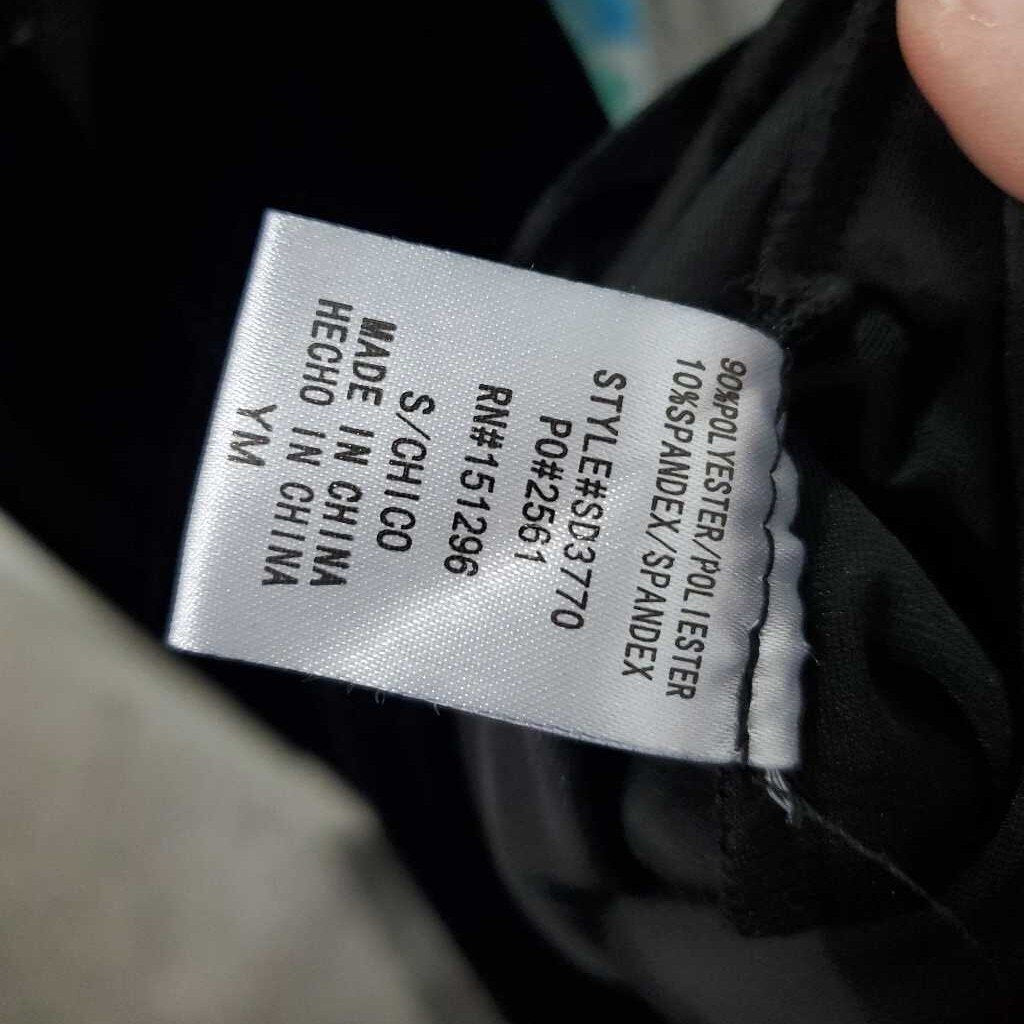 90%POLYESTER/POLIESTER
10%SPANDEX/SPANDEX
STYLE#SD3770
PO#2561
RN#151296
S/CHICO
MADE IN CHINA
HECHO IN CHINA
YM